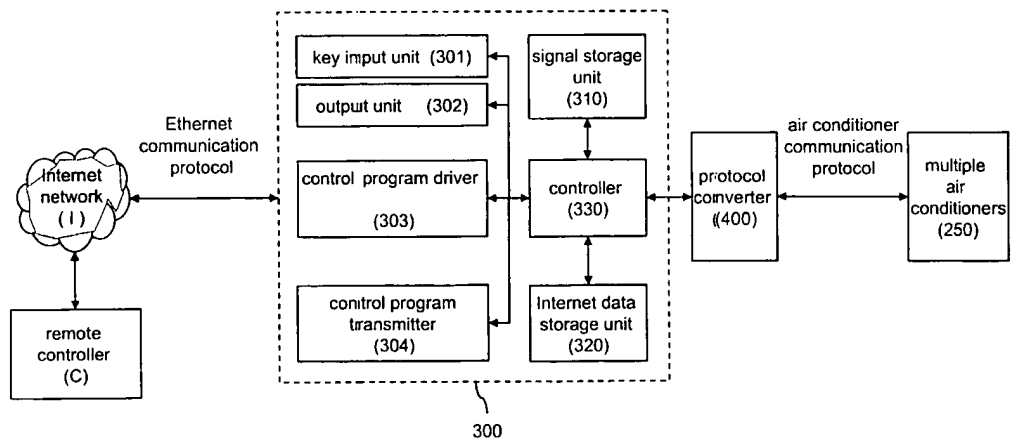 key imput unit (301)
output unit (302)
signal storage
unit
(310)
Ethernet
communication
protocol
Internet
network
( I )
control program driver
(303)
controller
(330)
protocol
converter
(400)
air conditioner
communication
protocol
multiple
air
conditioners
(250)
remote
controller
(C)
control program
transmitter
(304)
Internet data
storage unit
(320)
300